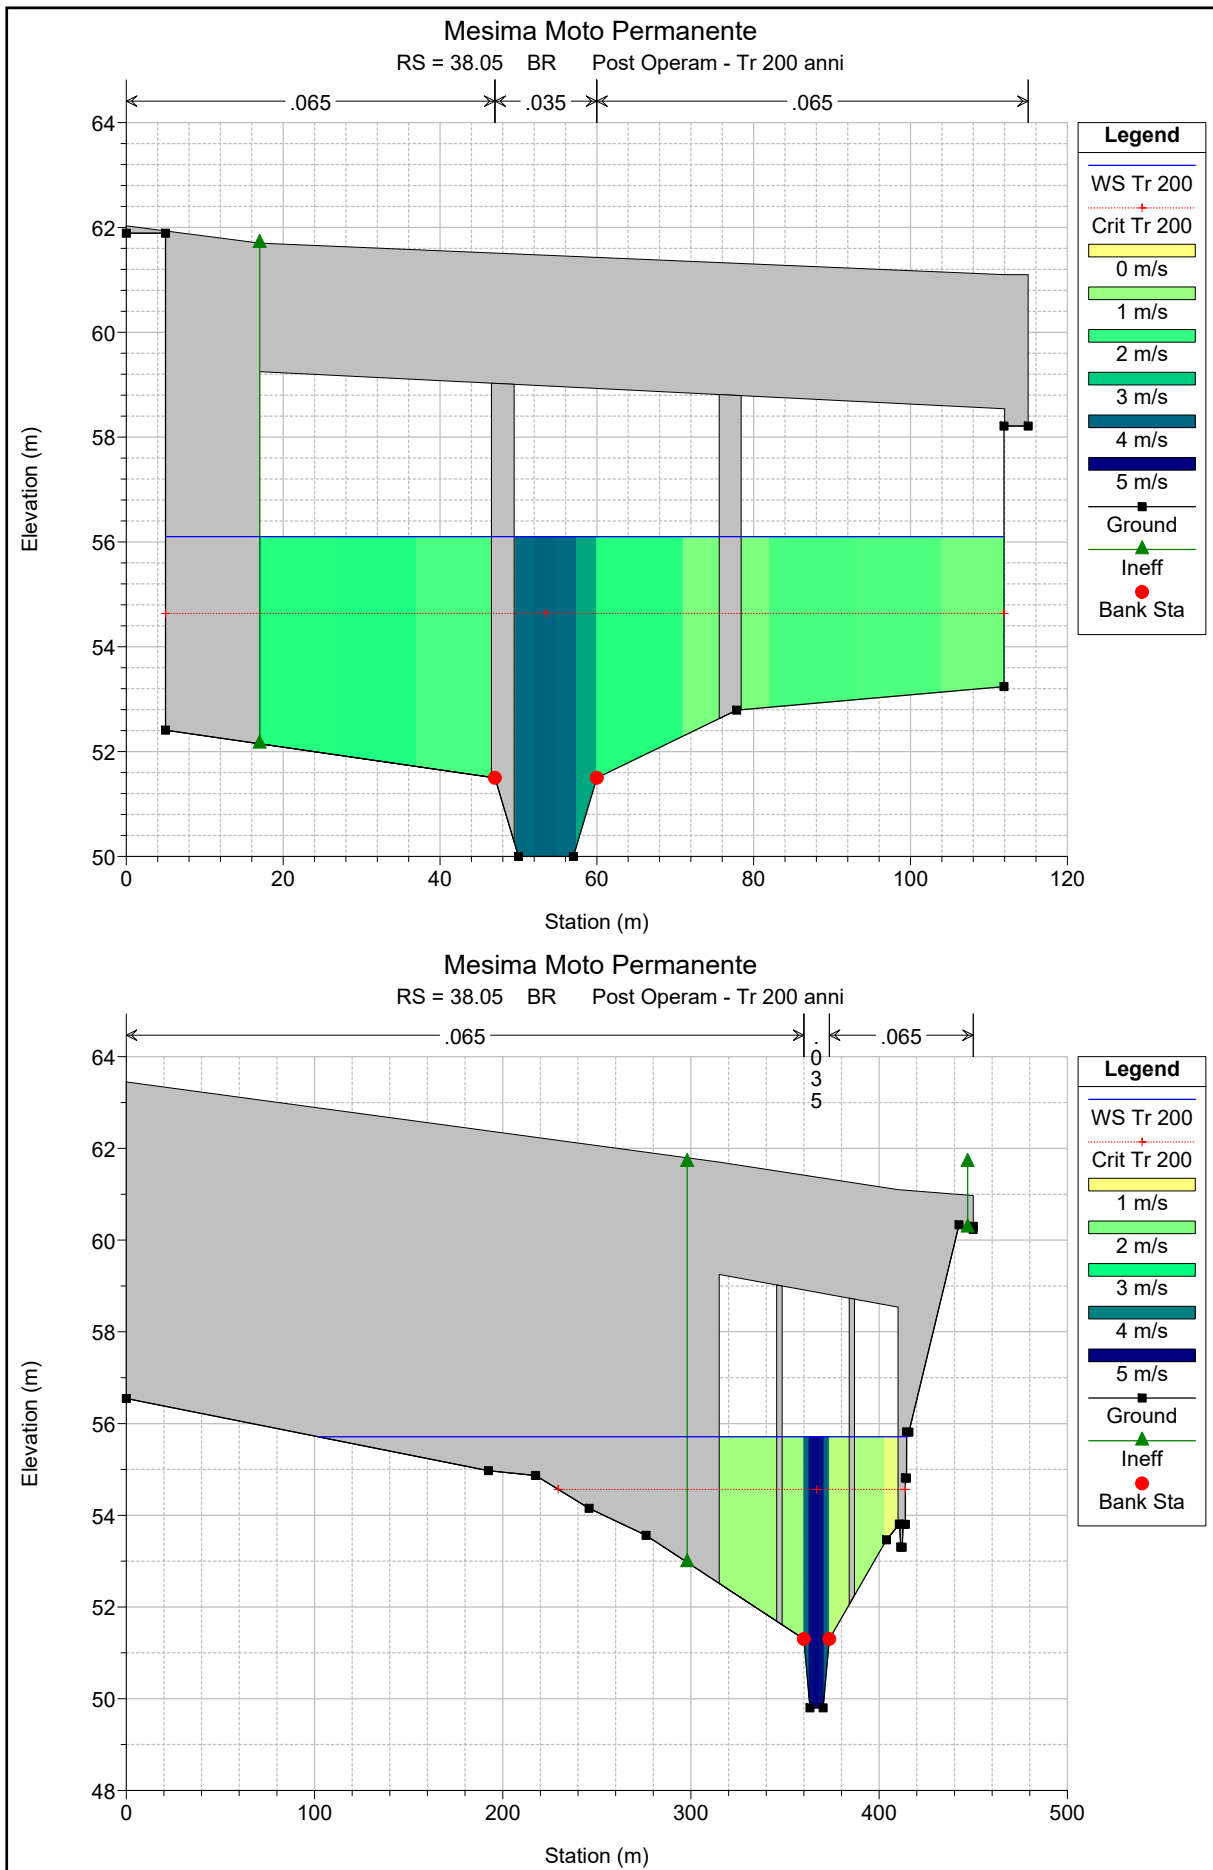 Mesima Moto Permanente
RS = 38.05 BR Post Operam - Tr 200 anni
.065 .035 .065
64
62
60
58
56
54
52
50
Elevation (m)
0 20 40 60 80 100 120
Station (m)
Legend
WS Tr 200
Crit Tr 200
0 m/s
1 m/s
2 m/s
3 m/s
4 m/s
5 m/s
Ground
Ineff
Bank Sta
Mesima Moto Permanente
RS = 38.05 BR Post Operam - Tr 200 anni
.065 .035 .065
64
62
60
58
56
54
52
50
48
Elevation (m)
0 100 200 300 400 500
Station (m)
Legend
WS Tr 200
Crit Tr 200
1 m/s
2 m/s
3 m/s
4 m/s
5 m/s
Ground
Ineff
Bank Sta